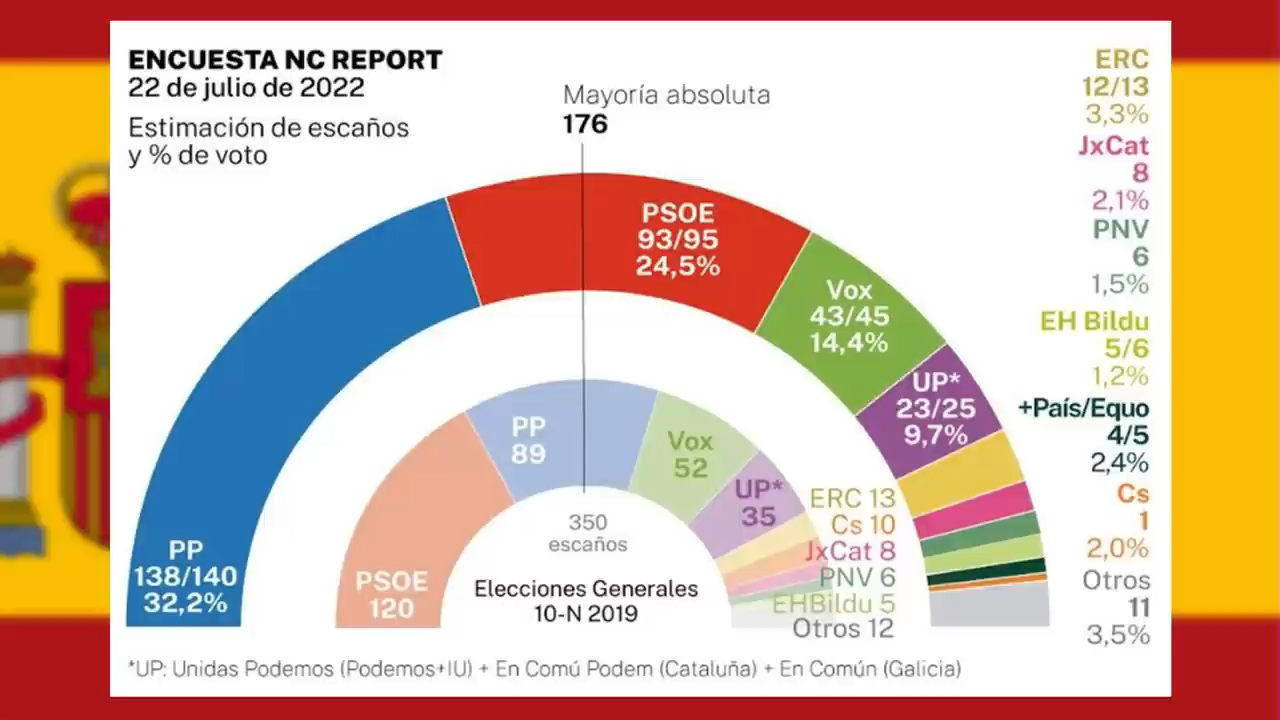 ENCUESTA NC REPORT
22 de julio de 2022
Estimación de escaños
y % de voto
Mayoría absoluta
176
PP
138/140
32,2%
PSOE
93/95
24,5%
Vox
43/45
14,4%
UP*
23/25
9,7%
ERC
12/13
3,3%
JxCat
8
2,1%
PNV
6
1,5%
EH Bildu
5/6
1,2%
+País/Equo
4/5
2,4%
Cs
1
2,0%
Otros
11
3,5%
PSOE
120
PP
89
Vox
52
UP*
35
ERC 13
Cs 10
JxCat 8
PNV 6
EHBildu 5
Otros 12
350
escaños
Elecciones Generales
10-N 2019
*UP: Unidas Podemos (Podemos+IU) + En Comú Podem (Cataluña) + En Común (Galicia)